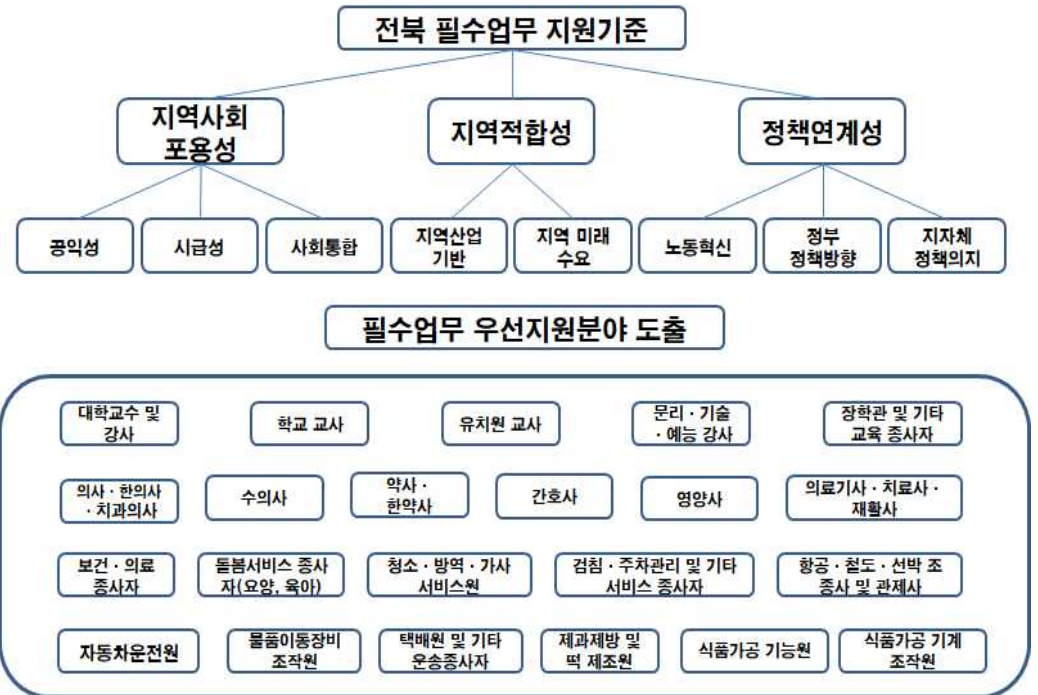 전북 필수업무 지원기준
지역사회
포용성
지역적합성
정책연계성
공익성
시급성
사회통합
지역산업
기반
지역 미래
수요
노동혁신
정부
정책방향
지자체
정책의지
필수업무 우선지원분야 도출
대학교수 및
강사
학교 교사
유치원 교사
문리 · 기술
· 예능 강사
장학관 및 기타
교육 종사자
의사 · 한의사
· 치과의사
수의사
약사 ·
한약사
간호사
영양사
의료기사 · 치료사 ·
재활사
보건 · 의료
종사자
돌봄서비스 종사
자(요양, 육아)
청소 · 방역 · 가사
서비스원
검침 · 주차관리 및 기타
서비스 종사자
항공 · 철도 · 선박 조
종사 및 관제사
자동차운전원
물품이동장비
조작원
택배원 및 기타
운송종사자
제과제방 및
떡 제조원
식품가공 기능원
식품가공 기계
조작원